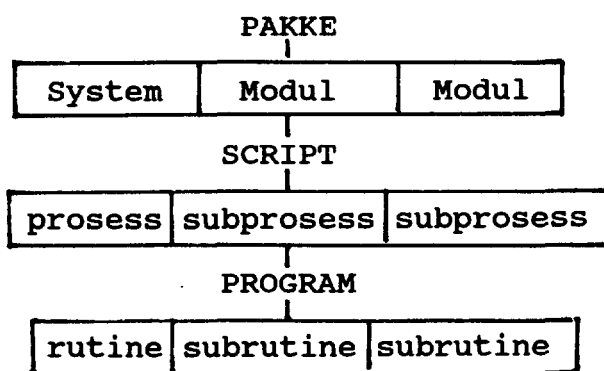 PAKKE
System Modul Modul
SCRIPT
prosess subprosess subprosess
PROGRAM
rutine subrutine subrutine